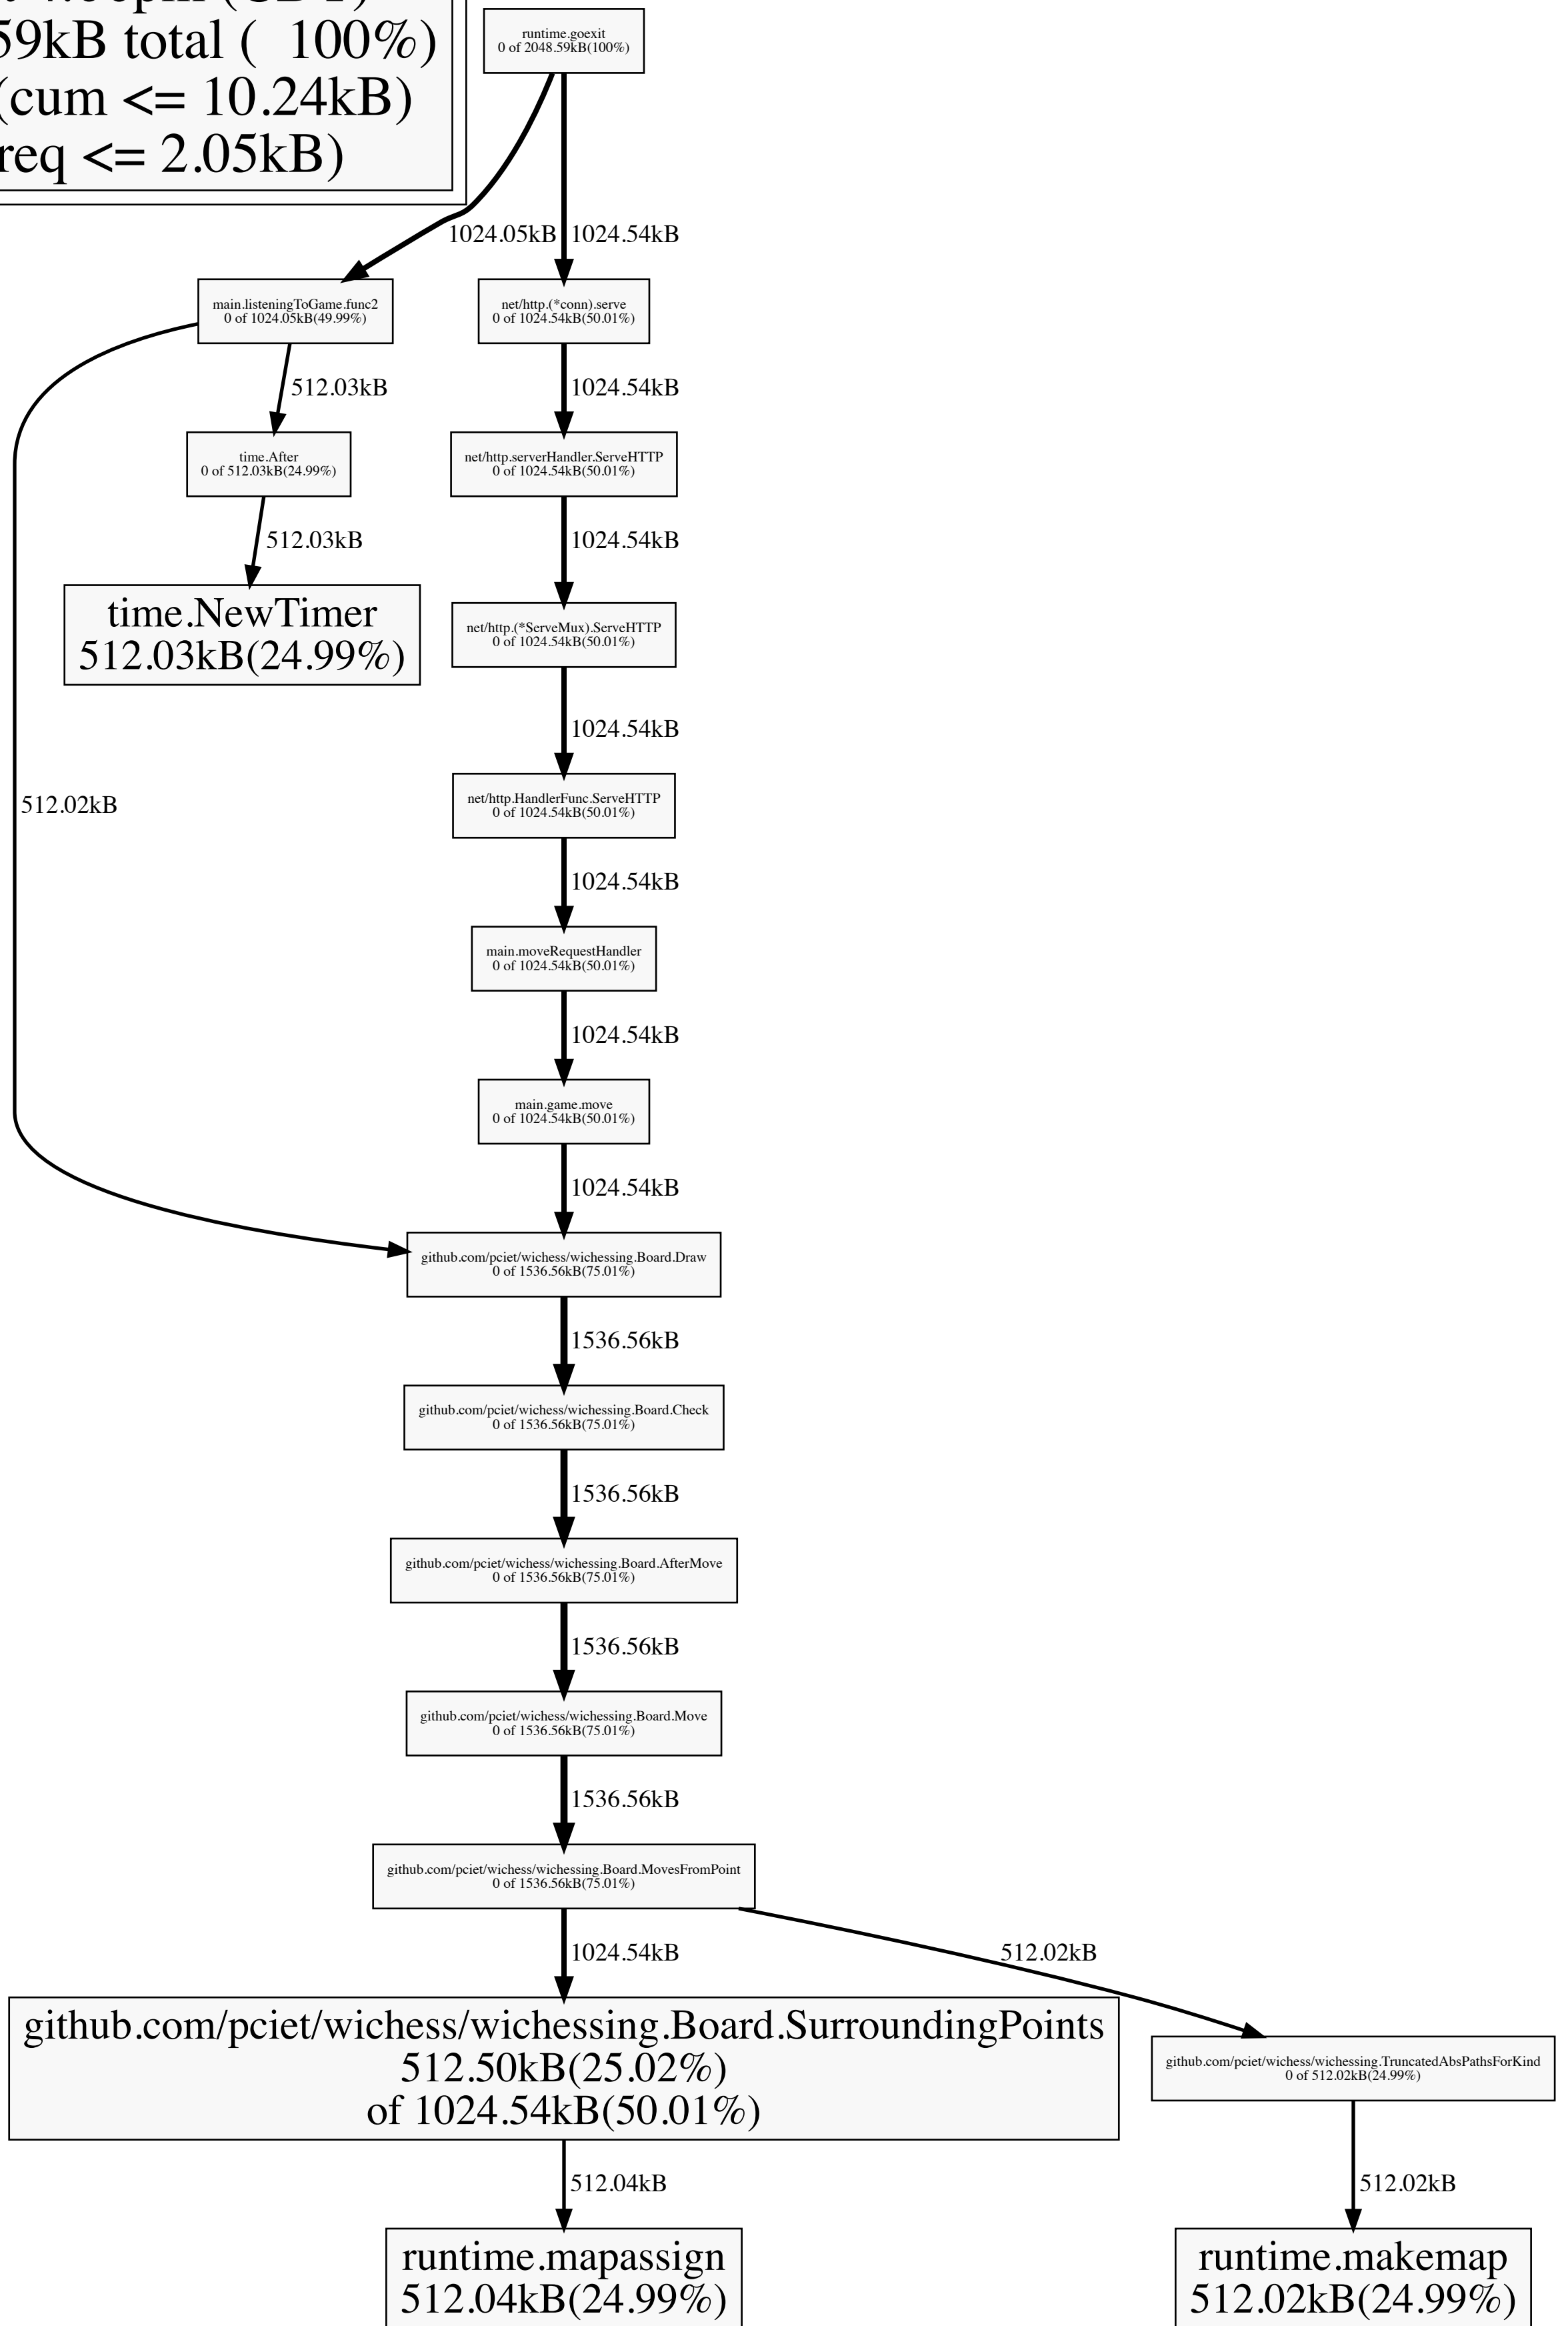 59kB total ( 100%)
(cum <= 10.24kB)
req <= 2.05kB)
runtime.goexit
0 of 2048.59kB(100%)
1024.05kB
1024.54kB
main.listeningToGame.func2
0 of 1024.05kB(49.99%)
net/http.(*conn).serve
0 of 1024.54kB(50.01%)
512.03kB
1024.54kB
time.After
0 of 512.03kB(24.99%)
net/http.serverHandler.ServeHTTP
0 of 1024.54kB(50.01%)
512.03kB
1024.54kB
time.NewTimer
512.03kB(24.99%)
net/http.(*ServeMux).ServeHTTP
0 of 1024.54kB(50.01%)
1024.54kB
512.02kB
net/http.HandlerFunc.ServeHTTP
0 of 1024.54kB(50.01%)
1024.54kB
main.moveRequestHandler
0 of 1024.54kB(50.01%)
1024.54kB
main.game.move
0 of 1024.54kB(50.01%)
1024.54kB
github.com/pciet/wichess/wichessing.Board.Draw
0 of 1536.56kB(75.01%)
1536.56kB
github.com/pciet/wichess/wichessing.Board.Check
0 of 1536.56kB(75.01%)
1536.56kB
github.com/pciet/wichess/wichessing.Board.AfterMove
0 of 1536.56kB(75.01%)
1536.56kB
github.com/pciet/wichess/wichessing.Board.Move
0 of 1536.56kB(75.01%)
1536.56kB
github.com/pciet/wichess/wichessing.Board.MovesFromPoint
0 of 1536.56kB(75.01%)
1024.54kB
512.02kB
github.com/pciet/wichess/wichessing.Board.SurroundingPoints
512.50kB(25.02%)
of 1024.54kB(50.01%)
github.com/pciet/wichess/wichessing.TruncatedAbsPathsForKind
0 of 512.02kB(24.99%)
512.04kB
512.02kB
runtime.mapassign
512.04kB(24.99%)
runtime.makemap
512.02kB(24.99%)